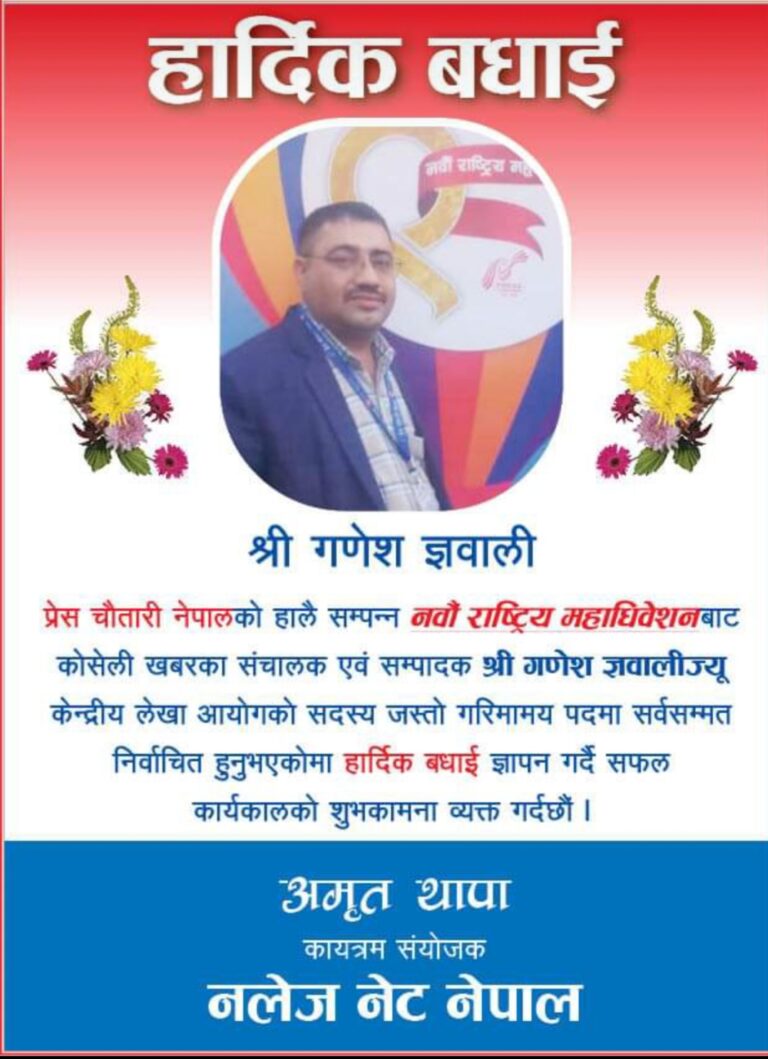 हार्दिक बधाई
नवौं राष्ट्रिय
श्री गणेश ज्ञवाली
प्रेस चौतारी नेपालको हालै सम्पन्न नवौं राष्ट्रिय महाधिवेशनबाट
कोसेली खबरका संचालक एवं सम्पादक श्री गणेश ज्ञवालीज्यू
केन्द्रीय लेखा आयोगको सदस्य जस्तो गरिमामय पदमा सर्वसम्मत
निर्वाचित हुनुभएकोमा हार्दिक बधाई ज्ञापन गर्दै सफल
कार्यकालको शुभकामना व्यक्त गर्दछौं ।
अमृत थापा
कायत्रम संयोजक
नलेज नेट नेपाल